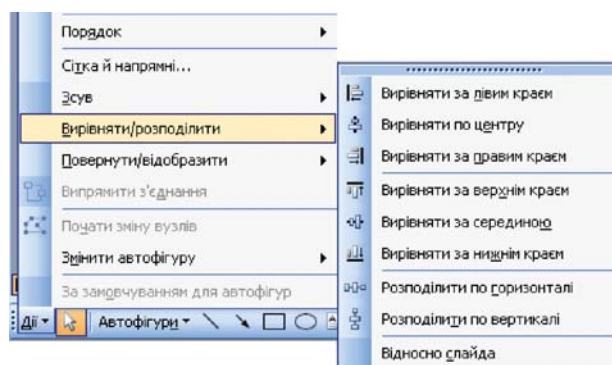 Порядок
Сітка й напрямні...
Зсув
Вирівняти/розподілити
Повернути/відобразити
Випрямити з'єднання
Почати зміну вузлів
Змінити автофігуру
За замовчуванням для автофігур
Дії Автофігури
Вирівняти за лівим краєм
Вирівняти по центру
Вирівняти за правим краєм
Вирівняти за верхнім краєм
Вирівняти за серединою
Вирівняти за нижнім краєм
Розподілити по горизонталі
Розподілити по вертикалі
Відносно слайда